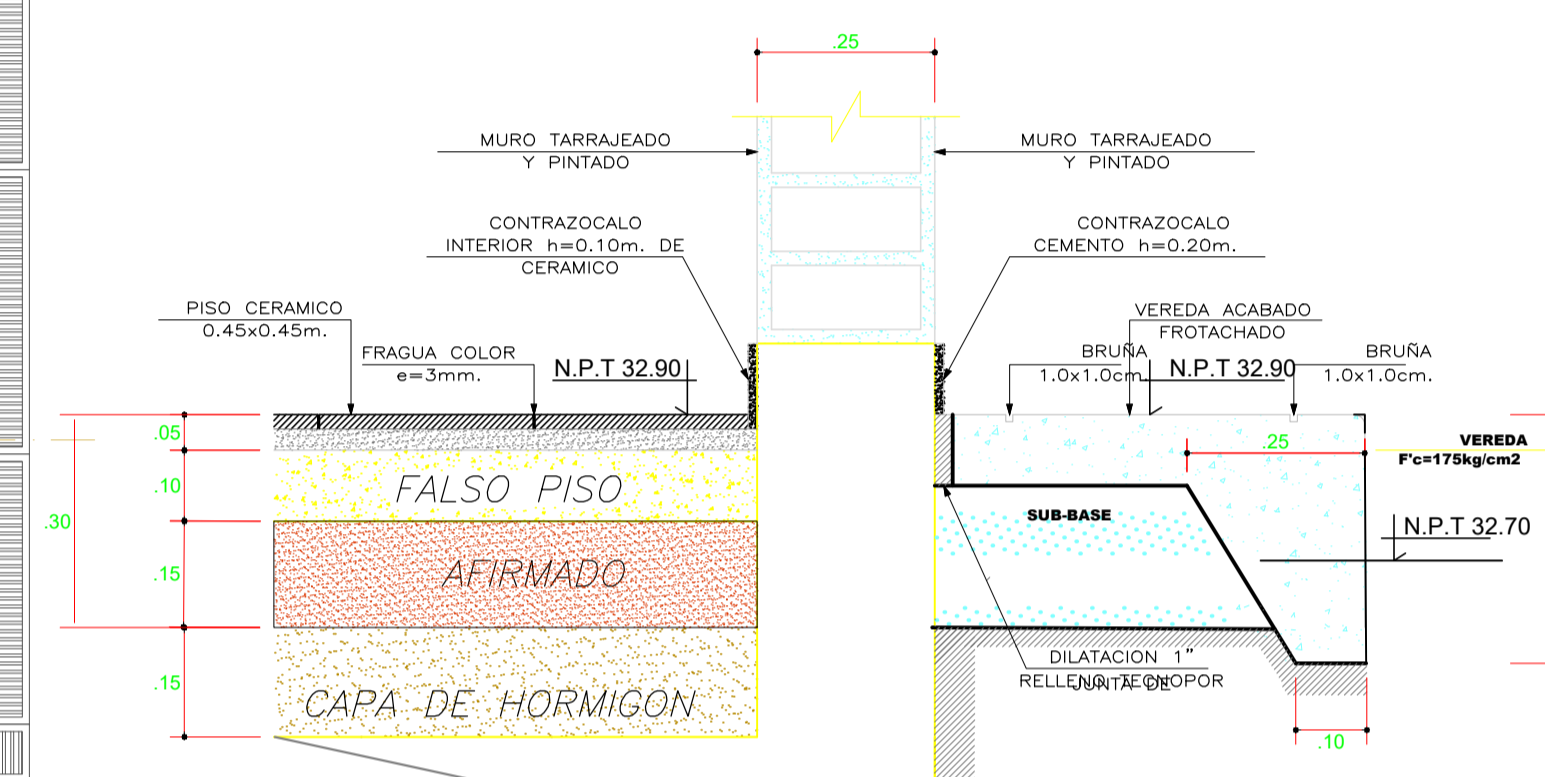 .25
MURO TARRAJEADO
Y PINTADO
MURO TARRAJEADO
Y PINTADO
CONTRAZOCALO
INTERIOR h=0.10m. DE
CERAMICO
CONTRAZOCALO
CEMENTO h=0.20m.
PISO CERAMICO
0.45x0.45m.
VEREDA ACABADO
FROTACHADO
FRAGUA COLOR
e=3mm.
N.P.T 32.90
BRUÑA
1.0x1.0cm.
N.P.T 32.90
BRUÑA
1.0x1.0cm.
.05
.25
VEREDA
F'c=175kg/cm2
.10
FALSO PISO
.30
SUB-BASE
N.P.T 32.70
.15
AFIRMADO
DILATACION 1"
RELLENO TECNOPOR
JUNTA DE
.15
CAPA DE HORMIGON
.10